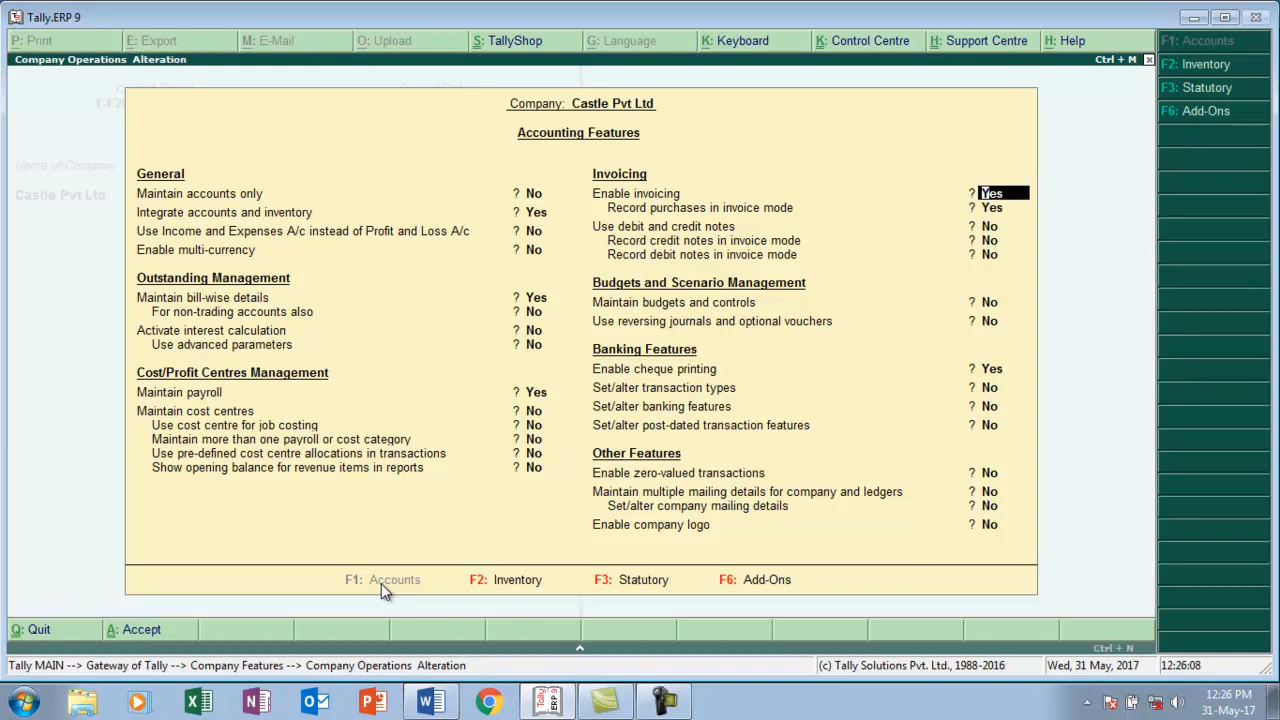 Tally.ERP 9
P: Print E: Export M: E-Mail O: Upload S: TallyShop G: Language K: Keyboard K: Control Centre H: Support Centre H: Help
F1: Accounts
F2: Inventory
F3: Statutory
F6: Add-Ons
Company Operations Alteration Ctrl + M
Name of Company
Castle Pvt Ltd
Company: Castle Pvt Ltd
Accounting Features
General
Maintain accounts only ? No
Integrate accounts and inventory ? Yes
Use Income and Expenses A/c instead of Profit and Loss A/c ? No
Enable multi-currency ? No
Outstanding Management
Maintain bill-wise details ? Yes
For non-trading accounts also ? No
Activate interest calculation ? No
Use advanced parameters ? No
Cost/Profit Centres Management
Maintain payroll ? Yes
Maintain cost centres ? No
Use cost centre for job costing ? No
Maintain more than one payroll or cost category ? No
Use pre-defined cost centre allocations in transactions ? No
Show opening balance for revenue items in reports ? No
Invoicing
Enable invoicing ? Yes
Record purchases in invoice mode ? Yes
Use debit and credit notes ? No
Record credit notes in invoice mode ? No
Record debit notes in invoice mode ? No
Budgets and Scenario Management
Maintain budgets and controls ? No
Use reversing journals and optional vouchers ? No
Banking Features
Enable cheque printing ? Yes
Set/alter transaction types ? No
Set/alter banking features ? No
Set/alter post-dated transaction features ? No
Other Features
Enable zero-valued transactions ? No
Maintain multiple mailing details for company and ledgers ? No
Set/alter company mailing details ? No
Enable company logo ? No
F1: Accounts F2: Inventory F3: Statutory F6: Add-Ons
Q: Quit A: Accept
Ctrl + N
Tally MAIN --> Gateway of Tally --> Company Features --> Company Operations Alteration (c) Tally Solutions Pvt. Ltd., 1988-2016 Wed, 31 May, 2017 12:26:08
12:26 PM
31-May-17